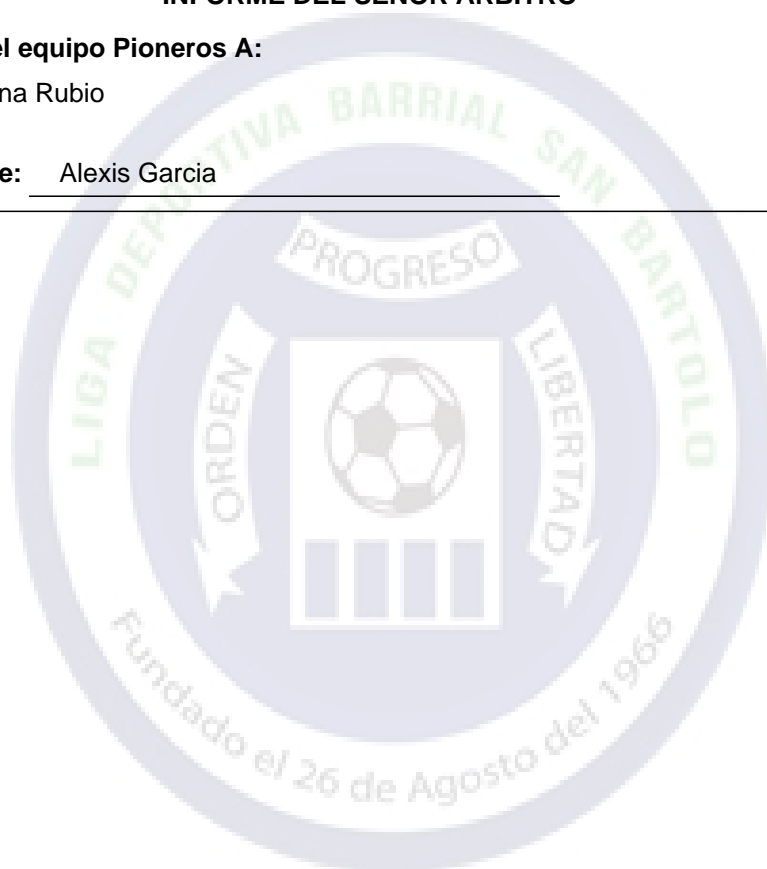 INFORME DEL SEÑOR ARBITRO
el equipo Pioneros A:
na Rubio
e: Alexis Garcia
LIGA DEPORTIVA BARRIAL SAN BARTOLO
PROGRESO
ORDEN
LIBERTAD
Fundado el 26 de Agosto del 1966